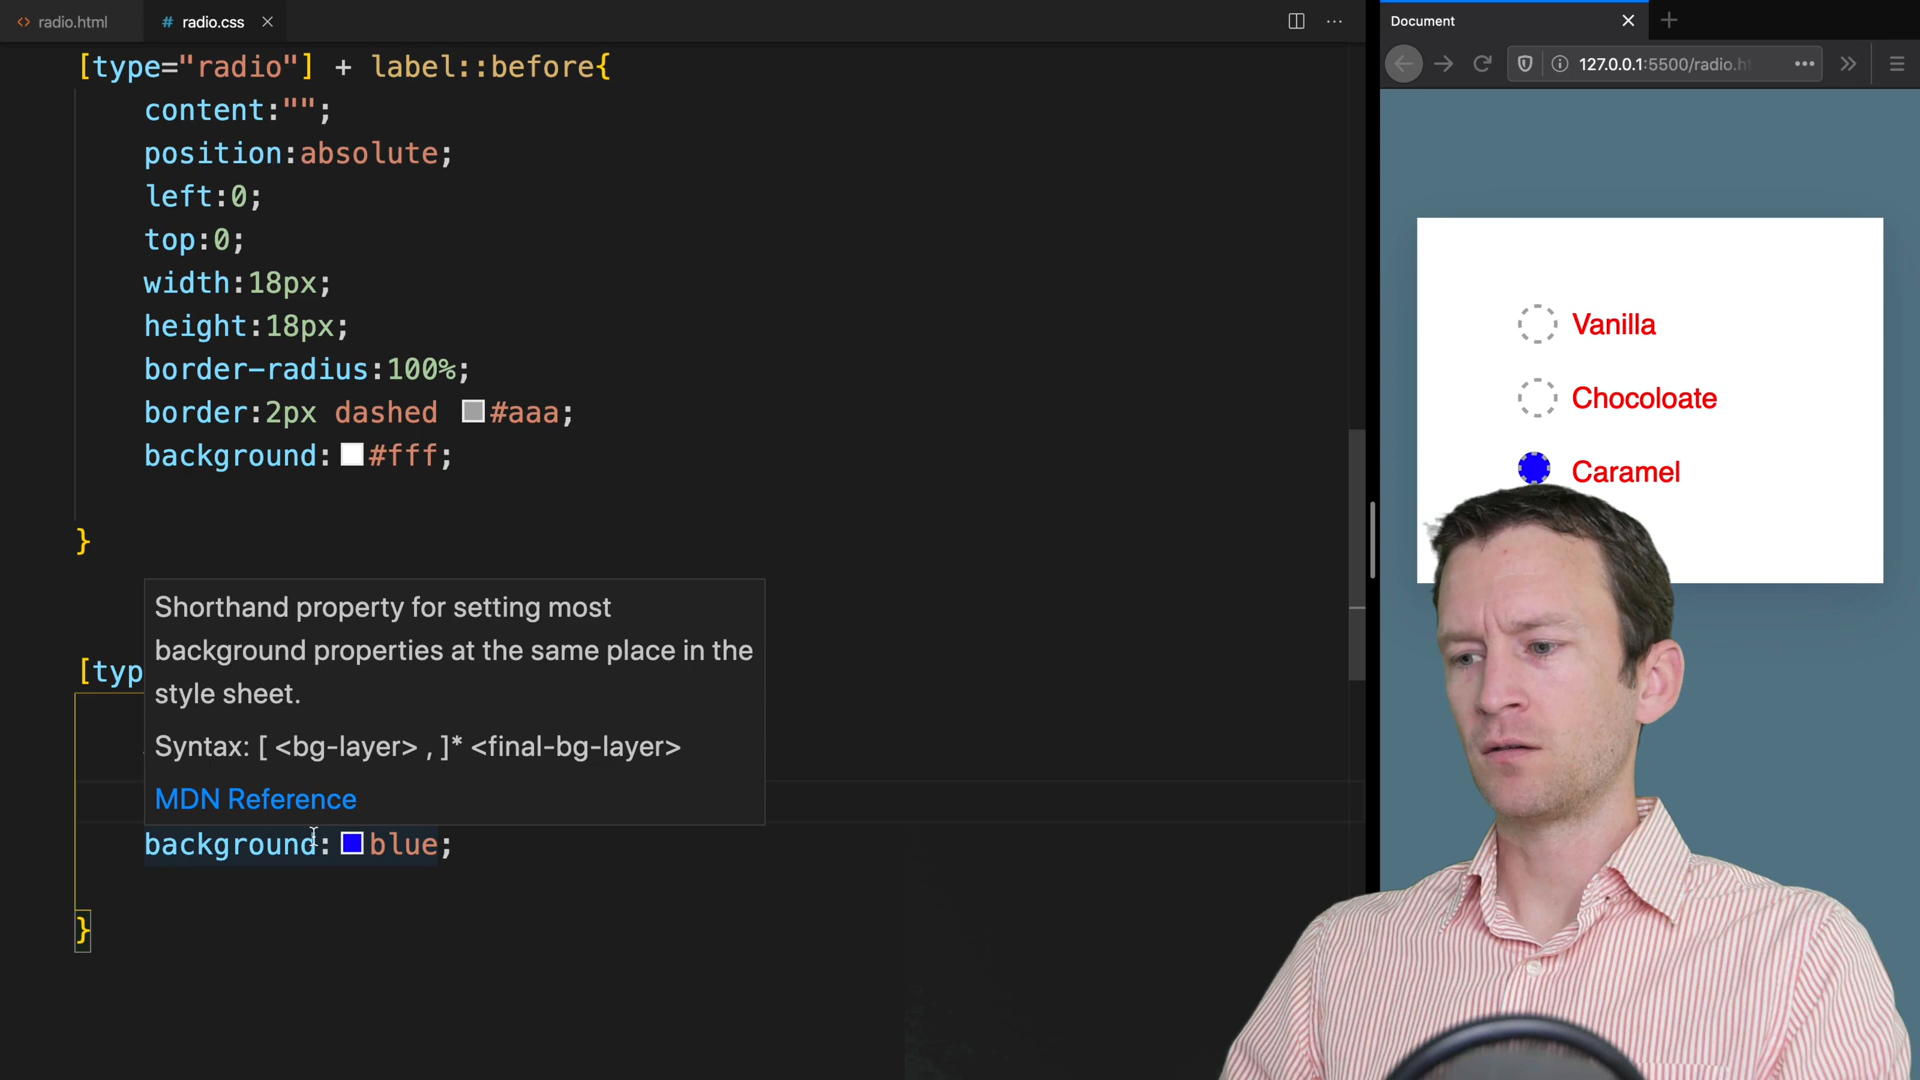 radio.html
# radio.css
[type="radio"] + label::before{
content:"";
position:absolute;
left:0;
top:0;
width:18px;
height:18px;
border-radius:100%;
border:2px dashed #aaa;
background: #fff;
}
Shorthand property for setting most
background properties at the same place in the
style sheet.
Syntax: [ <bg-layer> , ]* <final-bg-layer>
MDN Reference
[typ
background: blue;
}
Document
127.0.0.1:5500/radio.h
Vanilla
Chocoloate
Caramel